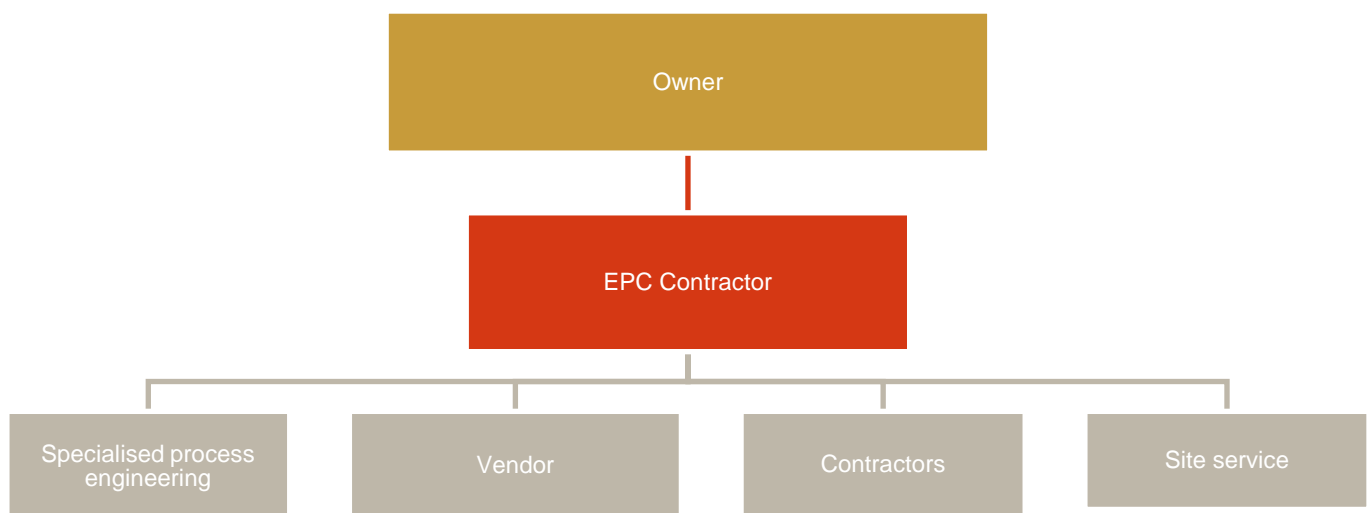 Owner
EPC Contractor
Specialised process
engineering
Vendor
Contractors
Site service